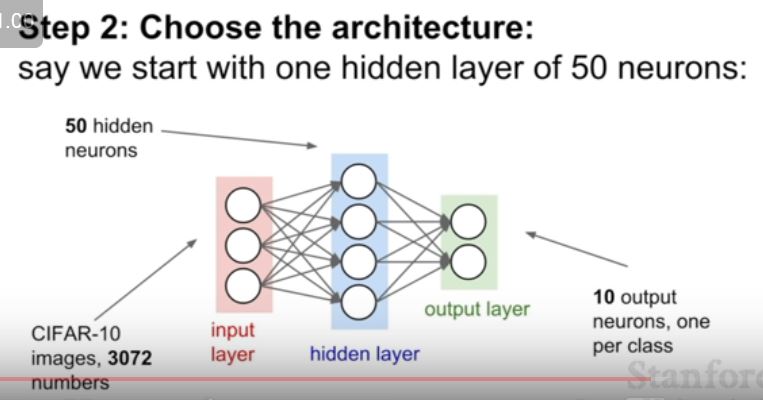 1.00
Step 2: Choose the architecture:
say we start with one hidden layer of 50 neurons:
50 hidden
neurons
CIFAR-10
images, 3072
numbers
input
layer
hidden layer
output layer
10 output
neurons, one
per class
Stanford